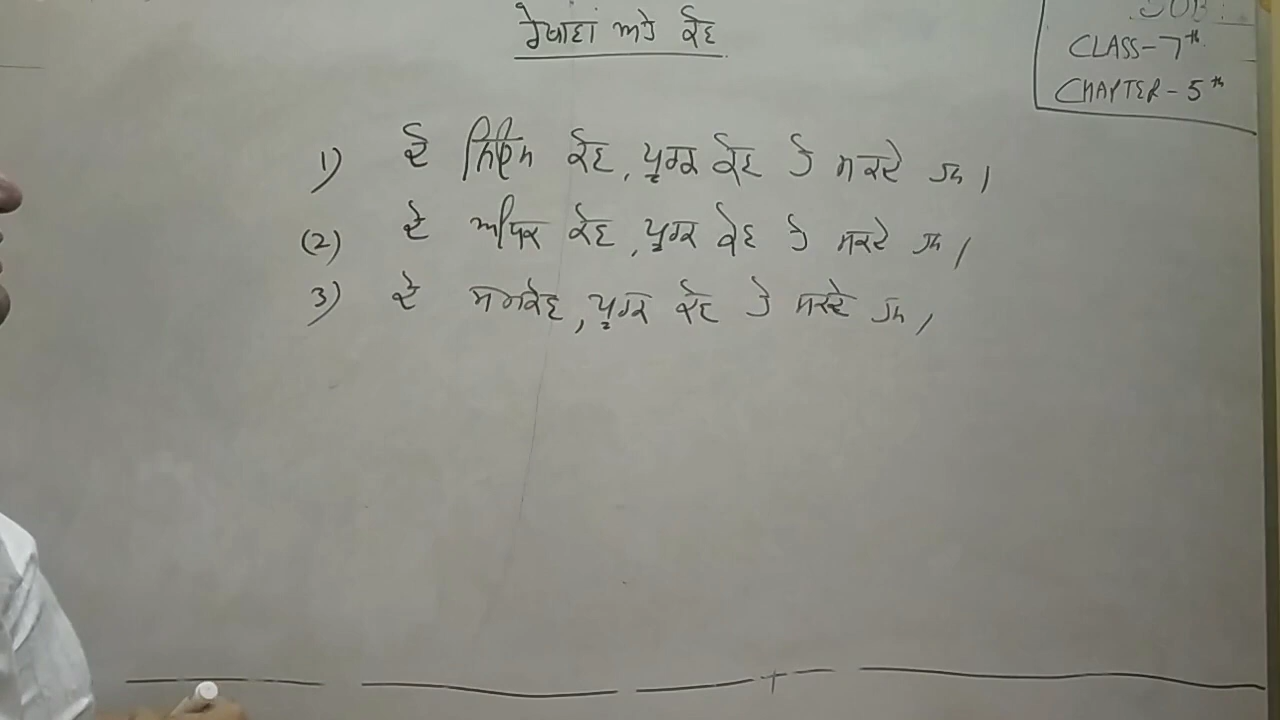 ਰੇਖਾਵਾਂ ਅਤੇ ਕੋਣ
CLASS-7th
CHAPTER-5th
1) ਦੋ ਨਿਊਨ ਕੋਣ, ਪੂਰਕ ਕੋਣ ਹੋ ਸਕਦੇ ਹਨ।
(2) ਦੋ ਅਧਿਕ ਕੋਣ, ਪੂਰਕ ਕੋਣ ਹੋ ਸਕਦੇ ਹਨ।
3) ਦੋ ਸਮਕੋਣ, ਪੂਰਕ ਕੋਣ ਹੋ ਸਕਦੇ ਹਨ।